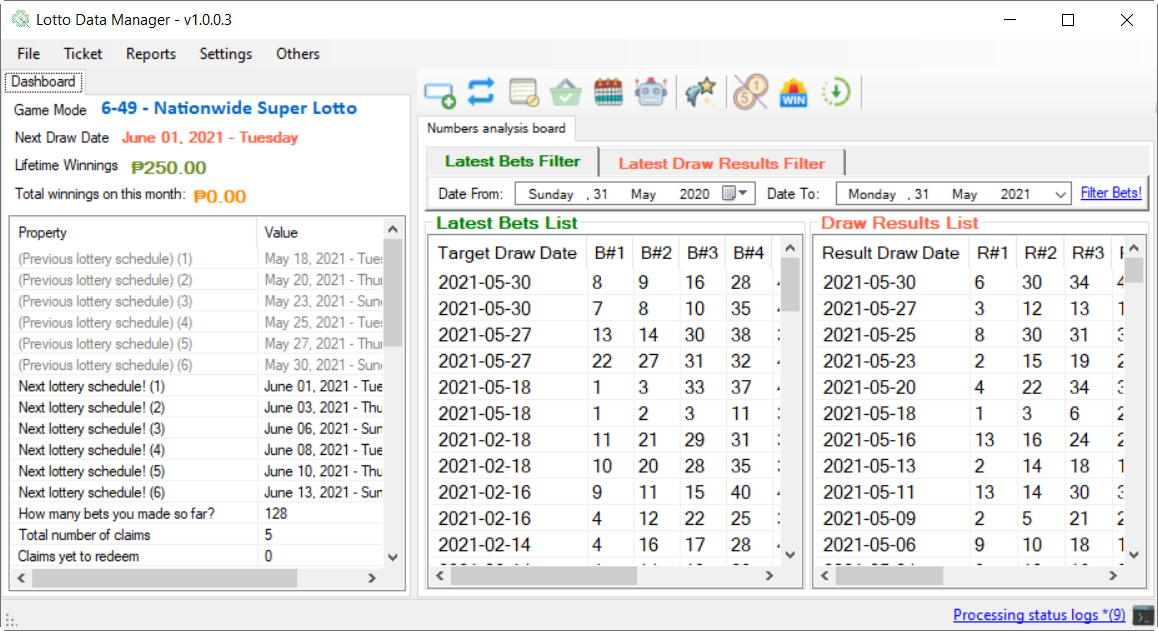 Lotto Data Manager - v1.0.0.3
File Ticket Reports Settings Others
Dashboard
Game Mode 6-49 - Nationwide Super Lotto
Next Draw Date June 01, 2021 - Tuesday
Lifetime Winnings ₱250.00
Total winnings on this month: ₱0.00
Property Value
(Previous lottery schedule) (1) May 18, 2021 - Tue
(Previous lottery schedule) (2) May 20, 2021 - Thu
(Previous lottery schedule) (3) May 23, 2021 - Sun
(Previous lottery schedule) (4) May 25, 2021 - Tue
(Previous lottery schedule) (5) May 27, 2021 - Thu
(Previous lottery schedule) (6) May 30, 2021 - Sun
Next lottery schedule! (1) June 01, 2021 - Tue
Next lottery schedule! (2) June 03, 2021 - Thu
Next lottery schedule! (3) June 06, 2021 - Sun
Next lottery schedule! (4) June 08, 2021 - Tue
Next lottery schedule! (5) June 10, 2021 - Thu
Next lottery schedule! (6) June 13, 2021 - Sun
How many bets you made so far? 128
Total number of claims 5
Claims yet to redeem 0
5 1 WIN
Numbers analysis board
Latest Bets Filter Latest Draw Results Filter
Date From: Sunday , 31 May 2020 Date To: Monday , 31 May 2021 Filter Bets!
Latest Bets List
Target Draw Date B#1 B#2 B#3 B#4
2021-05-30 8 9 16 28
2021-05-30 7 8 10 35
2021-05-27 13 14 30 38
2021-05-27 22 27 31 32
2021-05-18 1 3 33 37
2021-05-18 1 2 3 11
2021-02-18 11 21 29 31
2021-02-18 10 20 28 35
2021-02-16 9 11 15 40
2021-02-16 4 12 22 25
2021-02-14 4 16 17 28
Draw Results List
Result Draw Date R#1 R#2 R#3
2021-05-30 6 30 34
2021-05-27 3 12 13
2021-05-25 8 30 31
2021-05-23 2 15 19
2021-05-20 4 22 34
2021-05-18 1 3 6
2021-05-16 13 16 24
2021-05-13 2 14 18
2021-05-11 13 14 30
2021-05-09 2 5 21
2021-05-06 9 10 18
Processing status logs *(9)